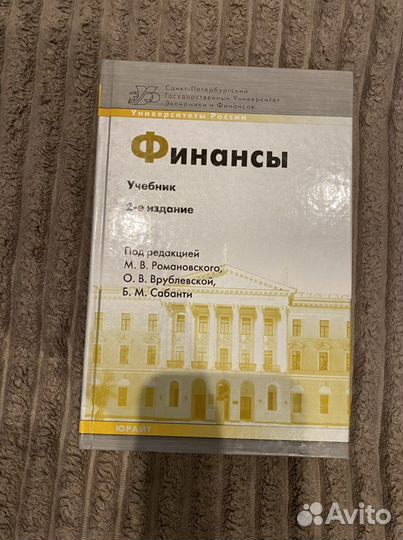 Санкт-Петербургский
Государственный Университет
Экономики и Финансов
Университеты России
Финансы
Учебник
2-е издание
Под редакцией
М. В. Романовского,
О. В. Врублевской,
Б. М. Сабанти
ЮРАЙТ
Avito